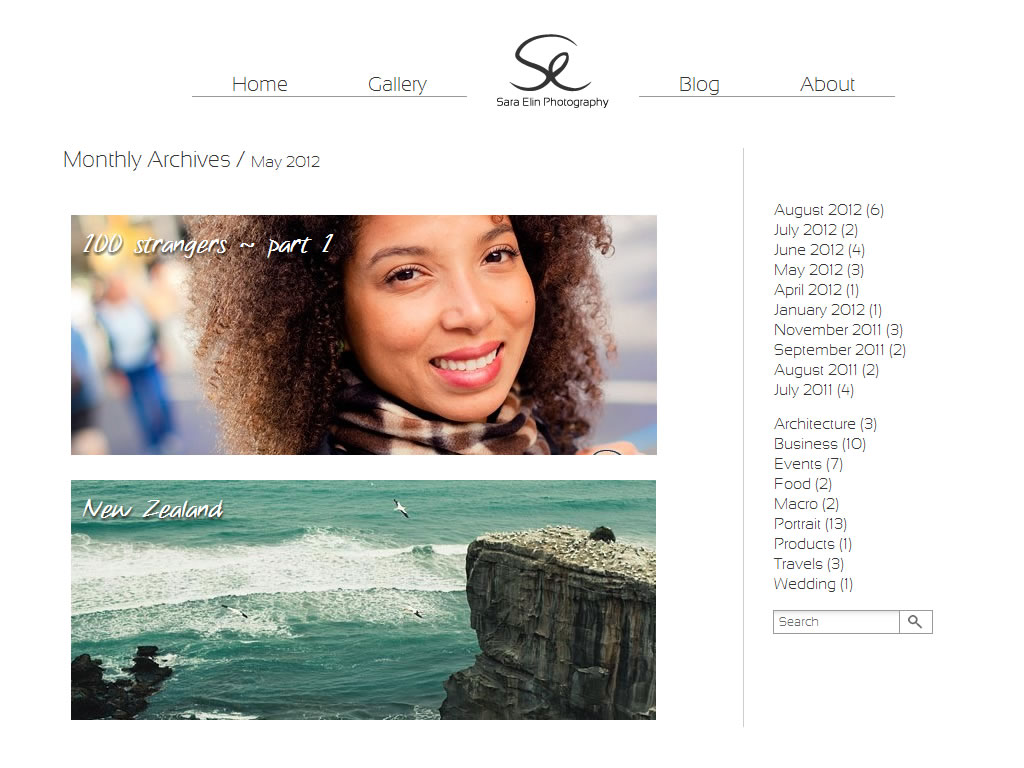 Home
Gallery
Se
Sara Elin Photography
Blog
About
Monthly Archives / May 2012
100 strangers ~ part 1
New Zealand
August 2012 (6)
July 2012 (2)
June 2012 (4)
May 2012 (3)
April 2012 (1)
January 2012 (1)
November 2011 (3)
September 2011 (2)
August 2011 (2)
July 2011 (4)
Architecture (3)
Business (10)
Events (7)
Food (2)
Macro (2)
Portrait (13)
Products (1)
Travels (3)
Wedding (1)
Search